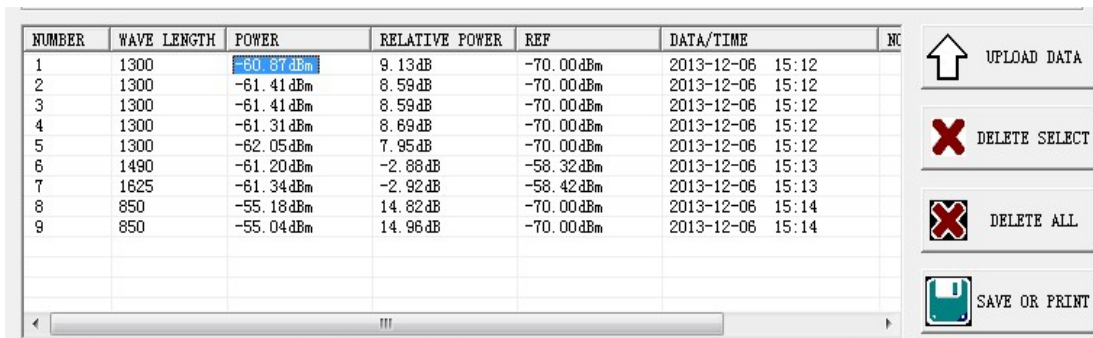 NUMBER WAVE LENGTH POWER RELATIVE POWER REF DATA/TIME
1 1300 -60.87dBm 9.13dB -70.00dBm 2013-12-06 15:12
2 1300 -61.41dBm 8.59dB -70.00dBm 2013-12-06 15:12
3 1300 -61.41dBm 8.59dB -70.00dBm 2013-12-06 15:12
4 1300 -61.31dBm 8.69dB -70.00dBm 2013-12-06 15:12
5 1300 -62.05dBm 7.95dB -70.00dBm 2013-12-06 15:12
6 1490 -61.20dBm -2.88dB -58.32dBm 2013-12-06 15:13
7 1625 -61.34dBm -2.92dB -58.42dBm 2013-12-06 15:13
8 850 -55.18dBm 14.82dB -70.00dBm 2013-12-06 15:14
9 850 -55.04dBm 14.96dB -70.00dBm 2013-12-06 15:14
UPLOAD DATA
DELETE SELECT
DELETE ALL
SAVE OR PRINT